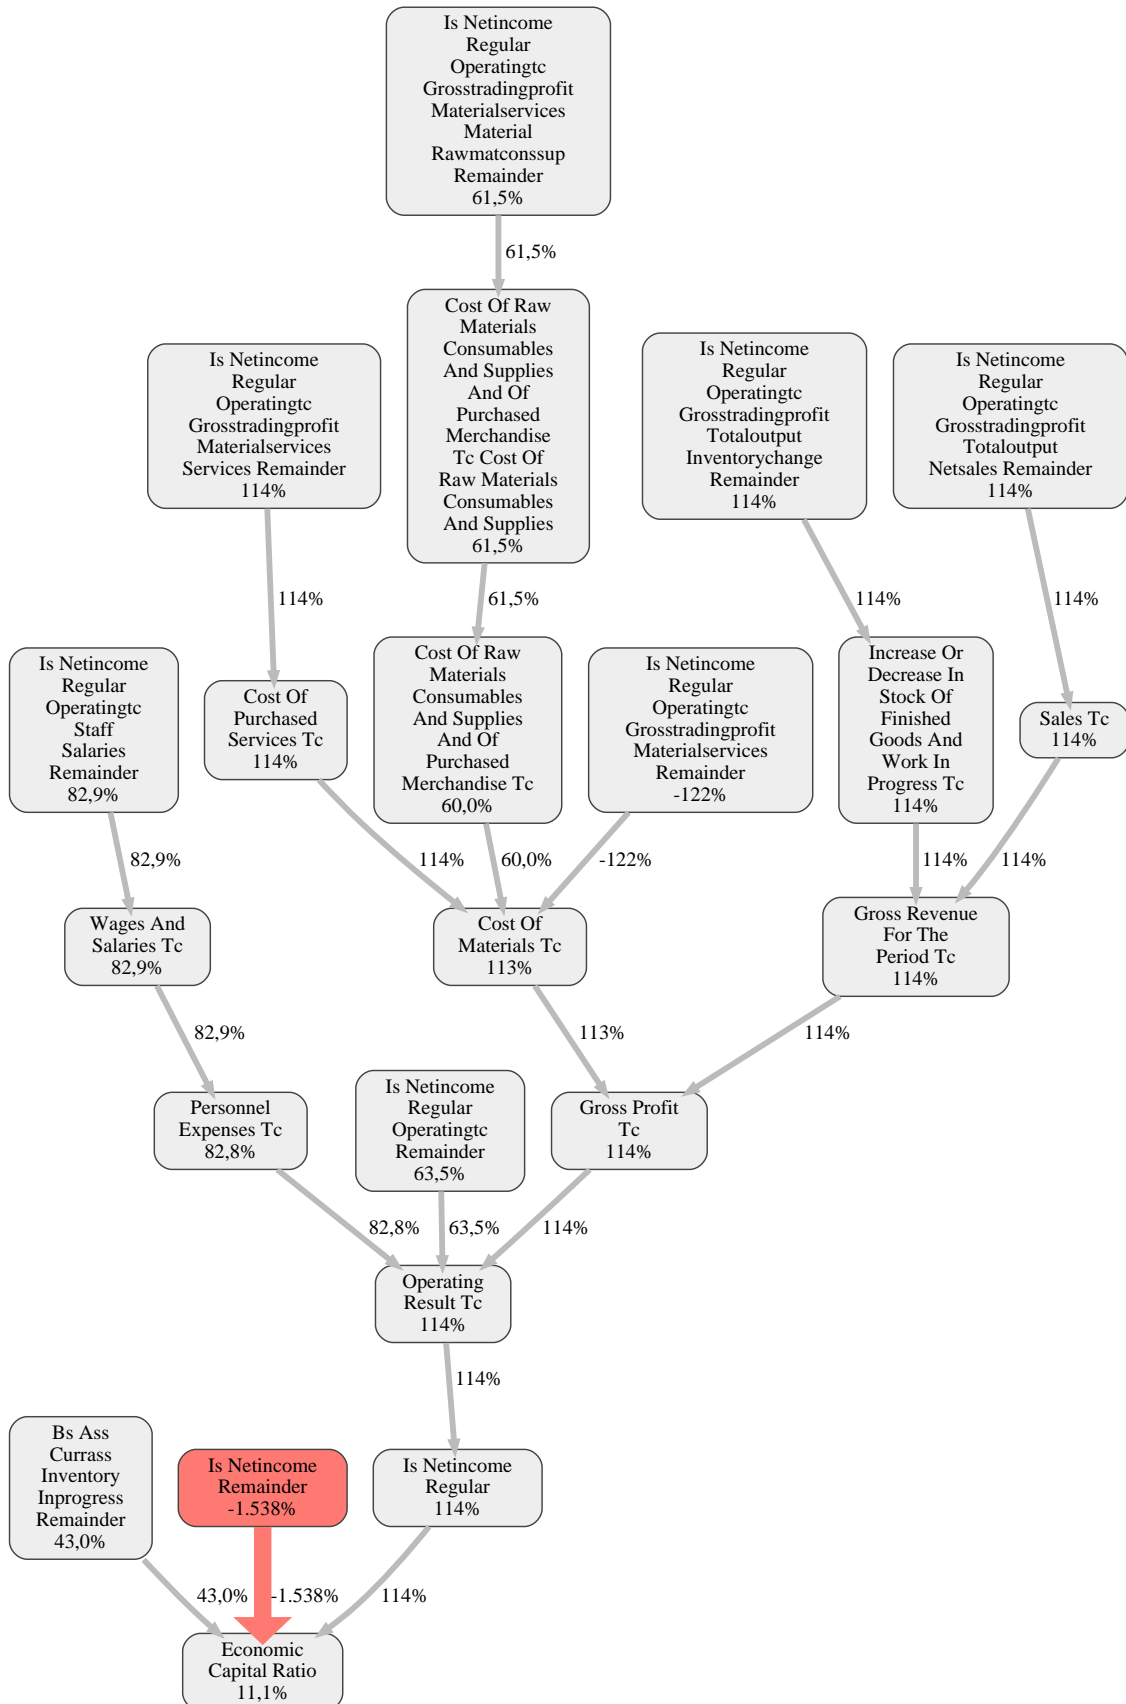 Is Netincome
Regular
Operatingtc
Grosstradingprofit
Materialservices
Material
Rawmatconssup
Remainder
61,5%
61,5%
Cost Of Raw
Materials
Consumables
And Supplies
And Of
Purchased
Merchandise
Tc Cost Of
Raw Materials
Consumables
And Supplies
61,5%
Is Netincome
Regular
Operatingtc
Grosstradingprofit
Materialservices
Services Remainder
114%
Is Netincome
Regular
Operatingtc
Grosstradingprofit
Totaloutput
Inventorychange
Remainder
114%
Is Netincome
Regular
Operatingtc
Grosstradingprofit
Totaloutput
Netsales Remainder
114%
114%
61,5%
114%
114%
Is Netincome
Regular
Operatingtc
Staff
Salaries
Remainder
82,9%
Cost Of
Purchased
Services Tc
114%
Cost Of Raw
Materials
Consumables
And Supplies
And Of
Purchased
Merchandise Tc
60,0%
Is Netincome
Regular
Operatingtc
Grosstradingprofit
Materialservices
Remainder
-122%
Increase Or
Decrease In
Stock Of
Finished
Goods And
Work In
Progress Tc
114%
Sales Tc
114%
82,9%
114%
60,0%
-122%
114%
114%
Wages And
Salaries Tc
82,9%
Cost Of
Materials Tc
113%
Gross Revenue
For The
Period Tc
114%
82,9%
113%
114%
Personnel
Expenses Tc
82,8%
Is Netincome
Regular
Operatingtc
Remainder
63,5%
Gross Profit
Tc
114%
82,8%
63,5%
114%
Operating
Result Tc
114%
114%
Bs Ass
Currass
Inventory
Inprogress
Remainder
43,0%
Is Netincome
Remainder
-1.538%
Is Netincome
Regular
114%
43,0%
-1.538%
114%
Economic
Capital Ratio
11,1%